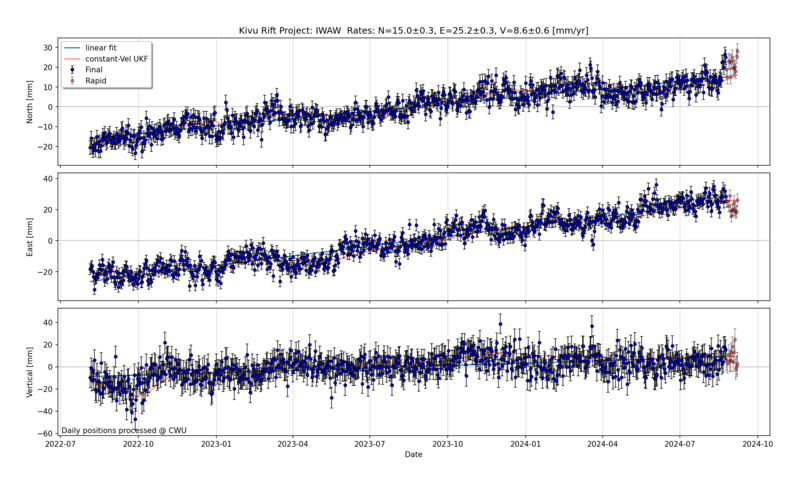 Kivu Rift Project: IWAW  Rates: N=15.0±0.3, E=25.2±0.3, V=8.6±0.6 [mm/yr]
linear fit
constant-Vel UKF
Final
Rapid
North [mm]
30
20
10
0
−10
−20
East [mm]
40
20
0
−20
Vertical [mm]
40
20
0
−20
−40
−60
Daily positions processed @ CWU
2022-07
2022-10
2023-01
2023-04
2023-07
2023-10
2024-01
2024-04
2024-07
2024-10
Date